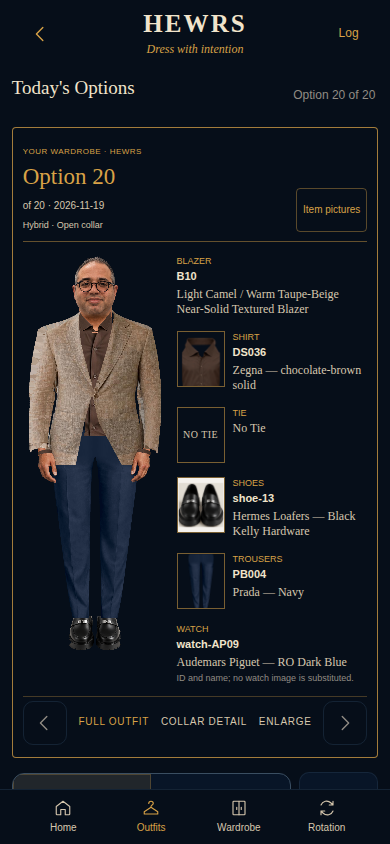 HEWRS
Dress with intention
Log
Today's Options
Option 20 of 20
YOUR WARDROBE · HEWRS
Option 20
of 20 · 2026-11-19
Hybrid · Open collar
Item pictures
BLAZER
B10
Light Camel / Warm Taupe-Beige
Near-Solid Textured Blazer
SHIRT
DS036
Zegna — chocolate-brown
solid
TIE
NO TIE
No Tie
SHOES
shoe-13
Hermes Loafers — Black
Kelly Hardware
TROUSERS
PB004
Prada — Navy
WATCH
watch-AP09
Audemars Piguet — RO Dark Blue
ID and name; no watch image is substituted.
FULL OUTFIT
COLLAR DETAIL
ENLARGE
Home
Outfits
Wardrobe
Rotation